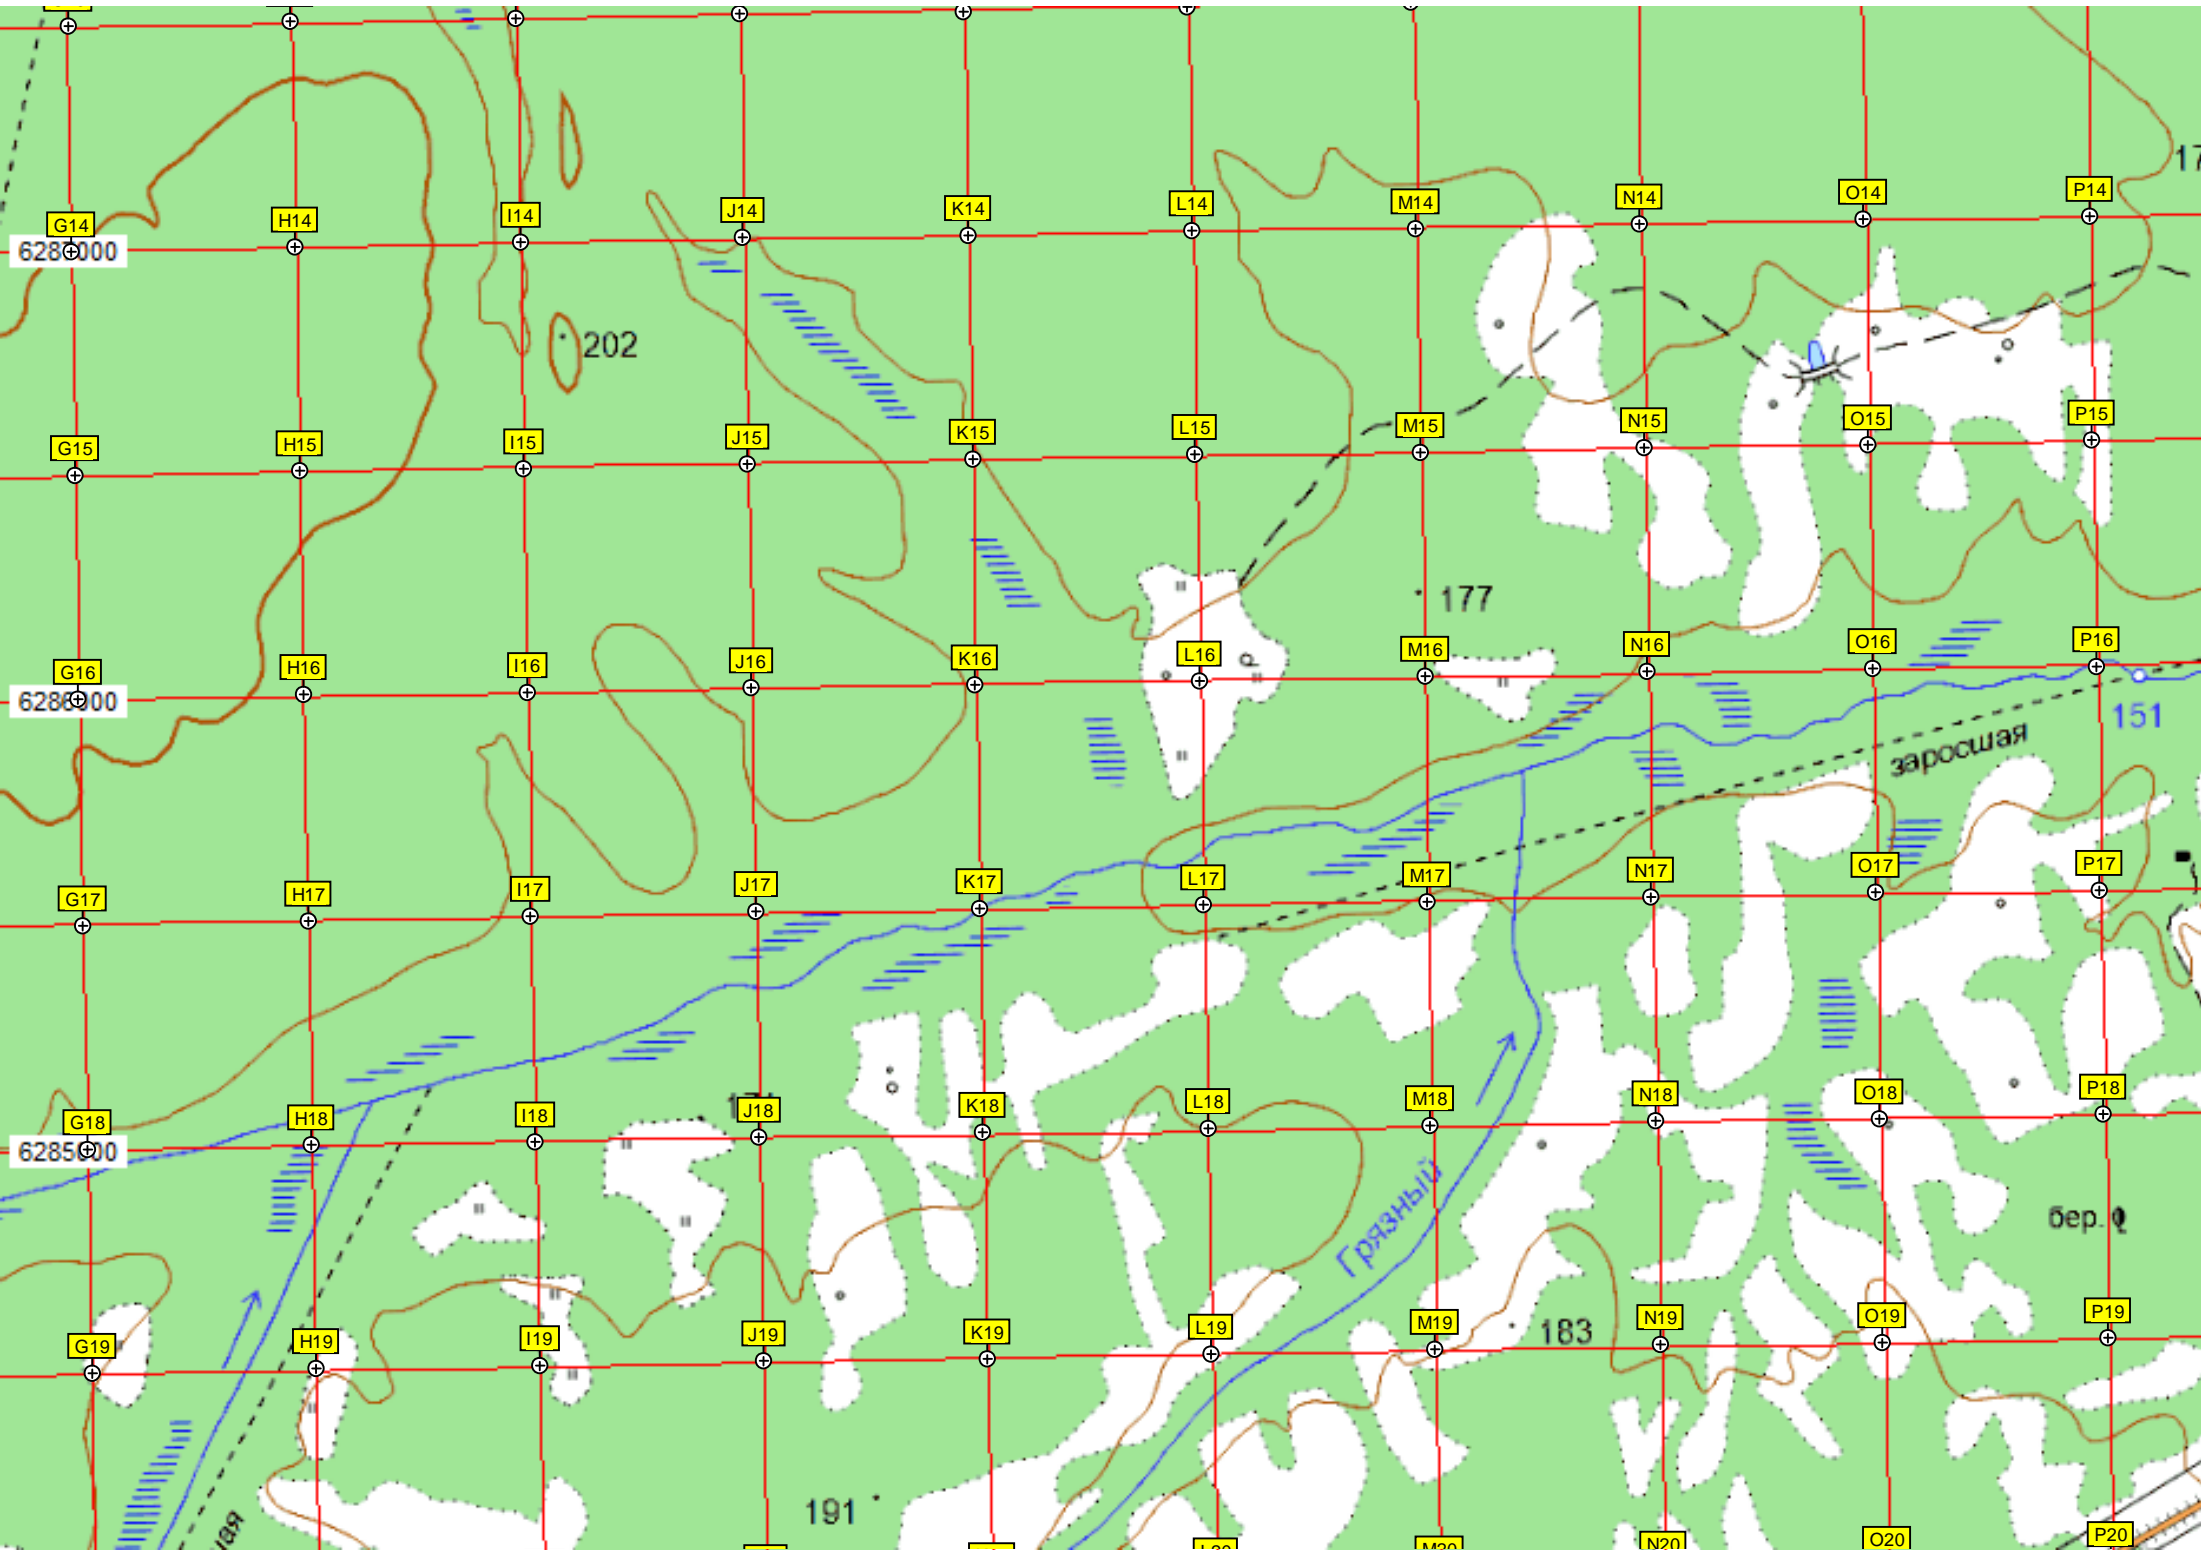 G14 H14 I14 J14 K14 L14 M14 N14 O14 P14
202
G15 H15 I15 J15 K15 L15 M15 N15 O15 P15
177
G16 H16 I16 J16 K16 L16 M16 N16 O16 P16
151
заросшая
G17 H17 I17 J17 K17 L17 M17 N17 O17 P17
G18 H18 I18 J18 K18 L18 M18 N18 O18 P18
Грязный
бер.
G19 H19 I19 J19 K19 L19 M19 N19 O19 P19
183
191
N20 O20 P20